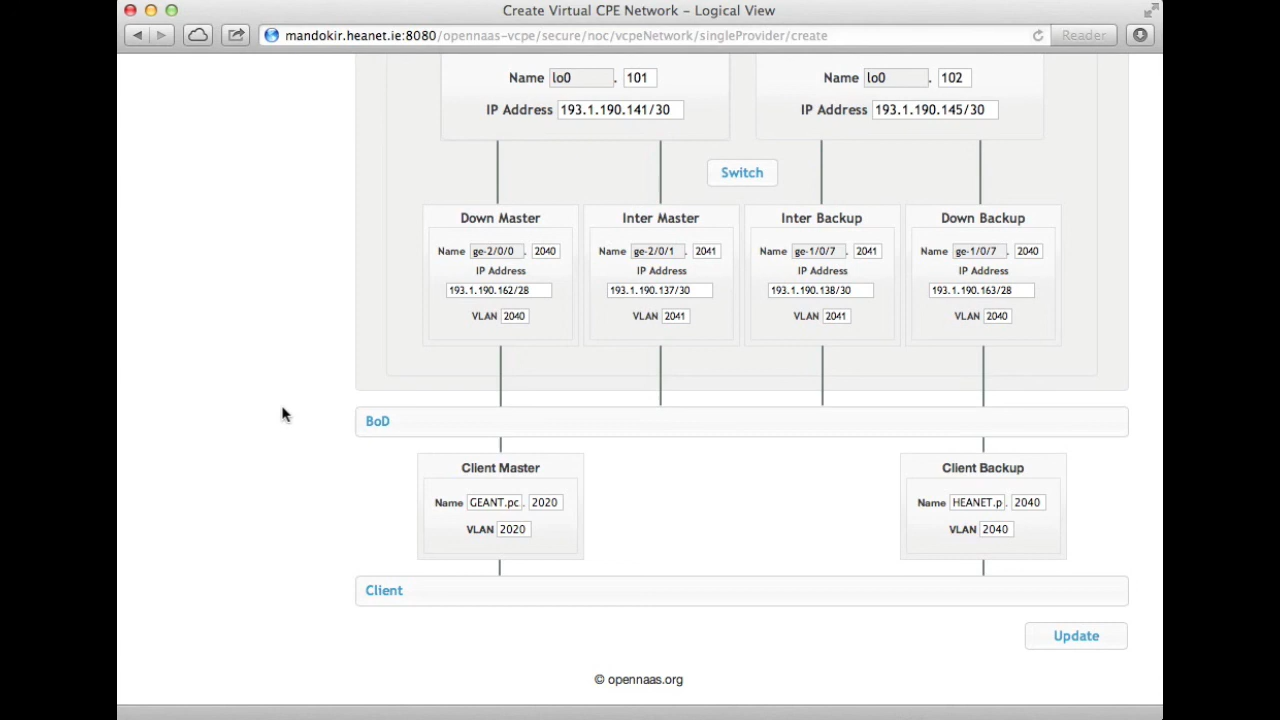 Create Virtual CPE Network – Logical View
mandokir.heanet.ie:8080/opennaas-vcpe/secure/noc/vcpeNetwork/singleProvider/create
Reader
Name lo0 . 101
Name lo0 . 102
IP Address 193.1.190.141/30
IP Address 193.1.190.145/30
Switch
Down Master
Inter Master
Inter Backup
Down Backup
Name ge-2/0/0 . 2040
Name ge-2/0/1 . 2041
Name ge-1/0/7 . 2041
Name ge-1/0/7 . 2040
IP Address
IP Address
IP Address
IP Address
193.1.190.162/28
193.1.190.137/30
193.1.190.138/30
193.1.190.163/28
VLAN 2040
VLAN 2041
VLAN 2041
VLAN 2040
BoD
Client Master
Client Backup
Name GEANT.pc . 2020
Name HEANET.p . 2040
VLAN 2020
VLAN 2040
Client
Update
© opennaas.org